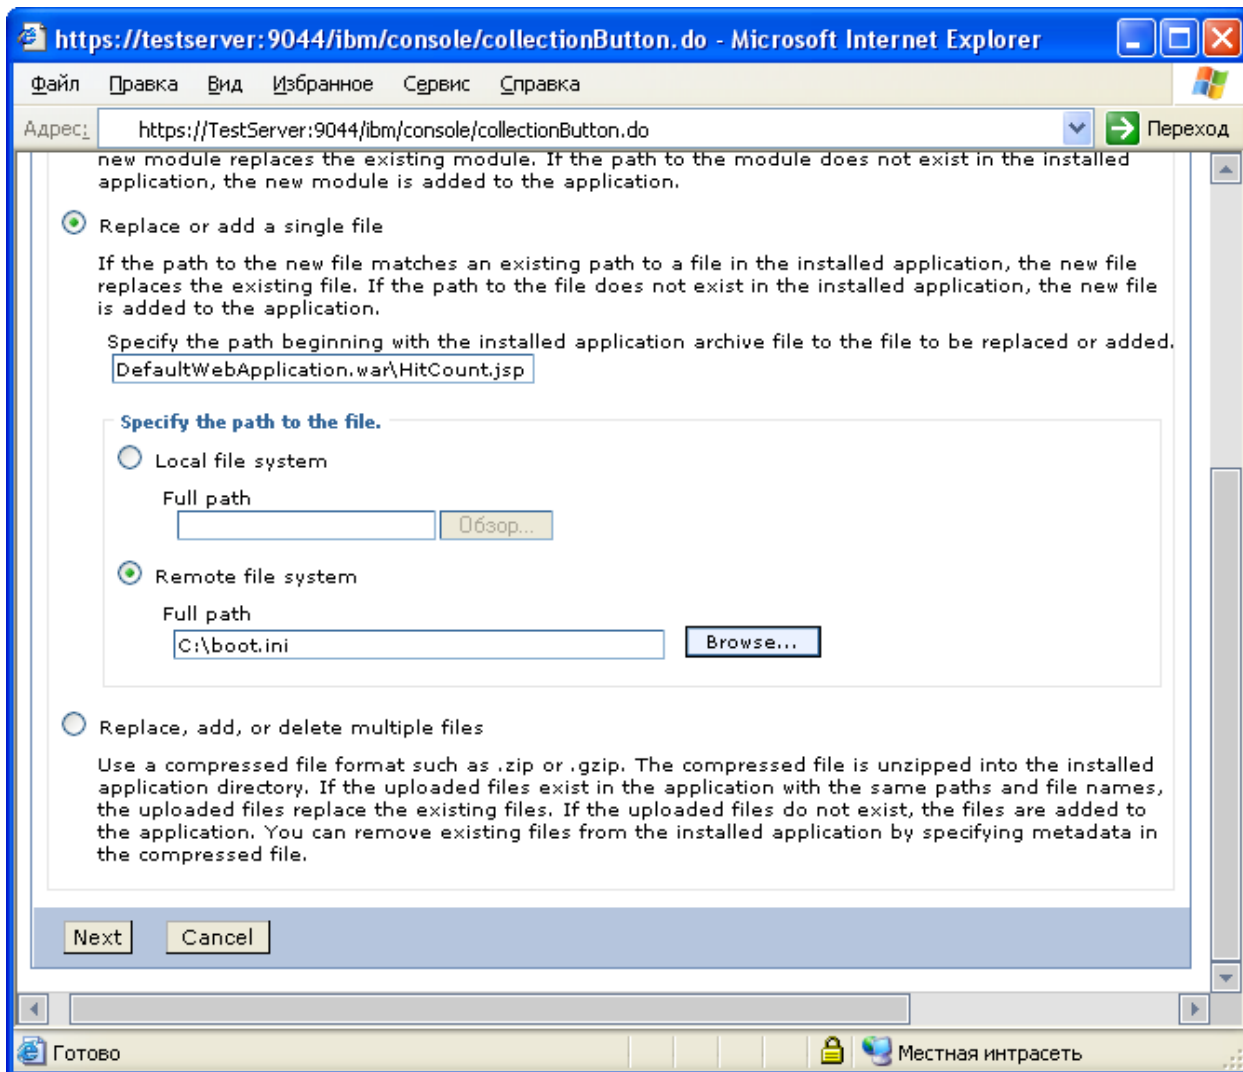 https://testserver:9044/ibm/console/collectionButton.do - Microsoft Internet Explorer
Файл Правка Вид Избранное Сервис Справка
Адрес: https://TestServer:9044/ibm/console/collectionButton.do Переход
new module replaces the existing module. If the path to the module does not exist in the installed
application, the new module is added to the application.
Replace or add a single file
If the path to the new file matches an existing path to a file in the installed application, the new file
replaces the existing file. If the path to the file does not exist in the installed application, the new file
is added to the application.
Specify the path beginning with the installed application archive file to the file to be replaced or added.
DefaultWebApplication.war\HitCount.jsp
Specify the path to the file.
Local file system
Full path
Обзор...
Remote file system
Full path
C:\boot.ini Browse...
Replace, add, or delete multiple files
Use a compressed file format such as .zip or .gzip. The compressed file is unzipped into the installed
application directory. If the uploaded files exist in the application with the same paths and file names,
the uploaded files replace the existing files. If the uploaded files do not exist, the files are added to
the application. You can remove existing files from the installed application by specifying metadata in
the compressed file.
Next Cancel
Готово Местная интрасеть